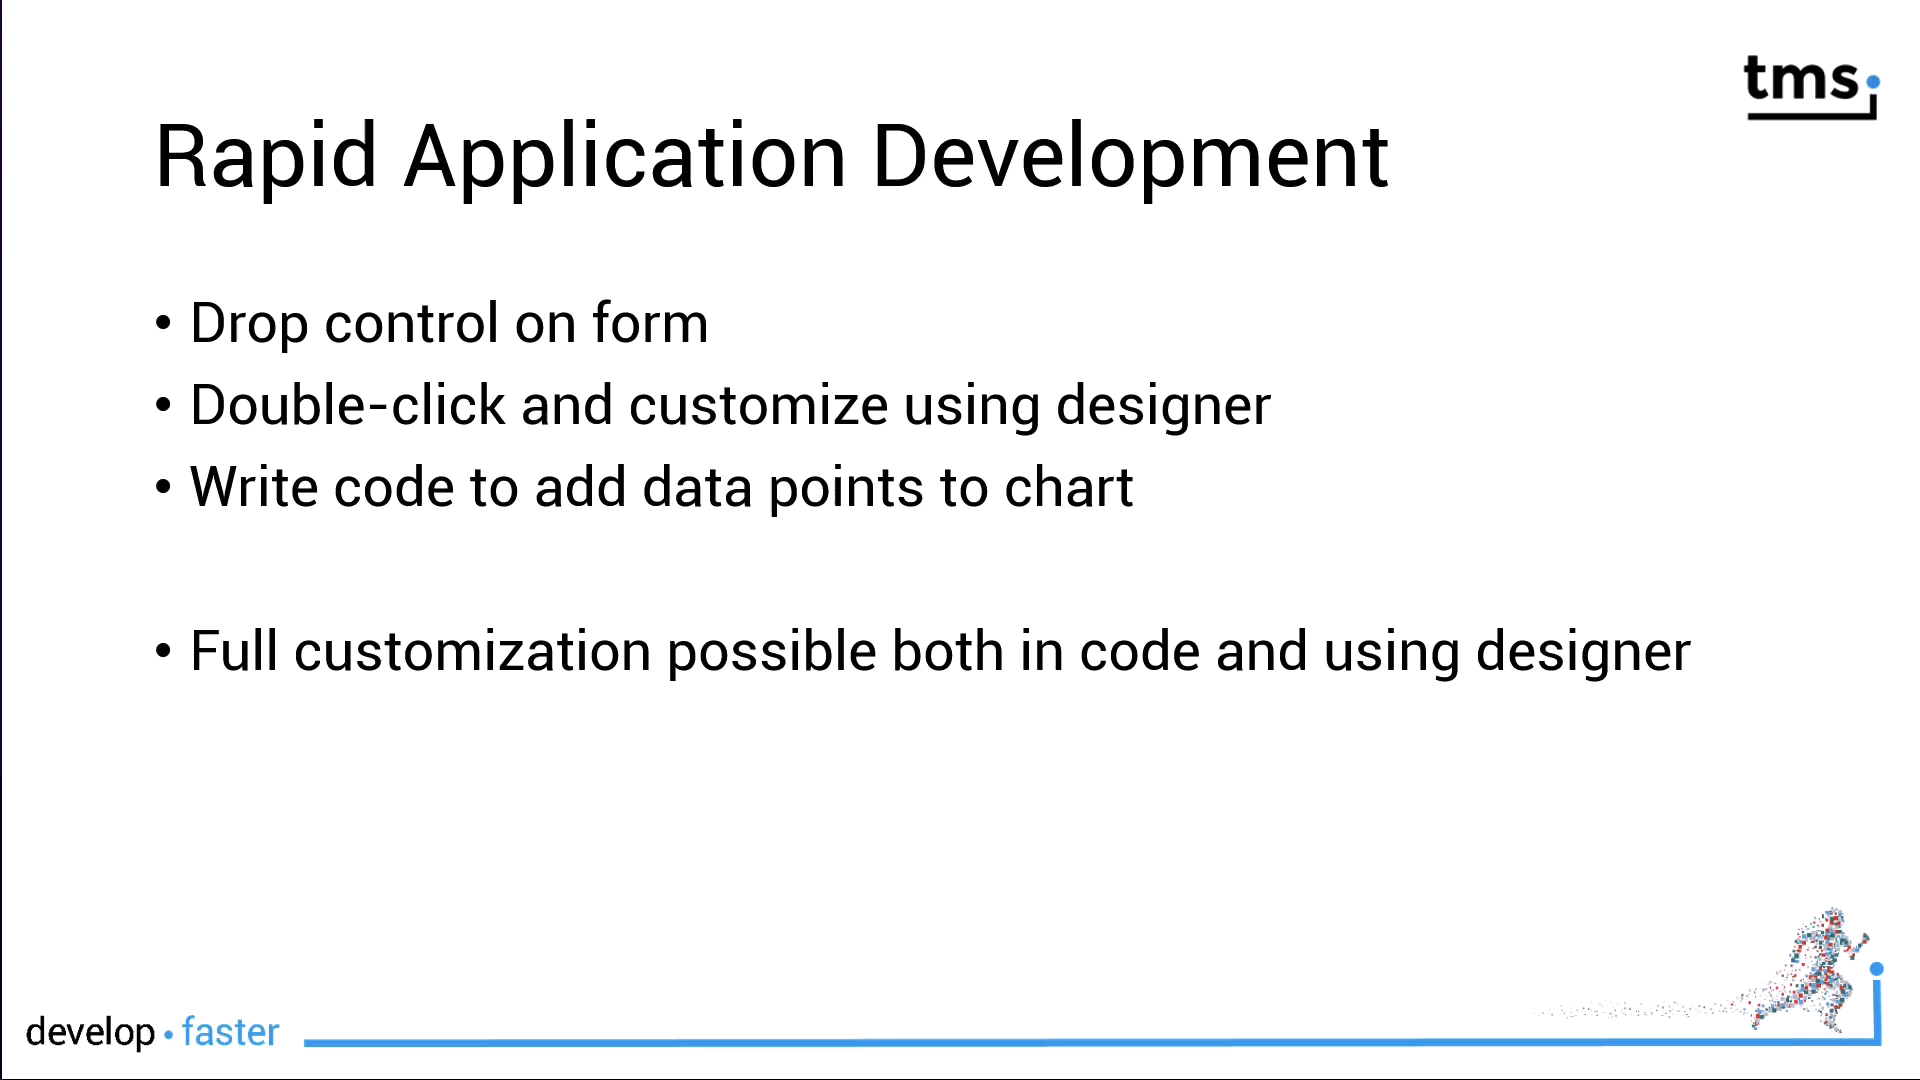 tms
Rapid Application Development
• Drop control on form
• Double-click and customize using designer
• Write code to add data points to chart
• Full customization possible both in code and using designer
develop • faster